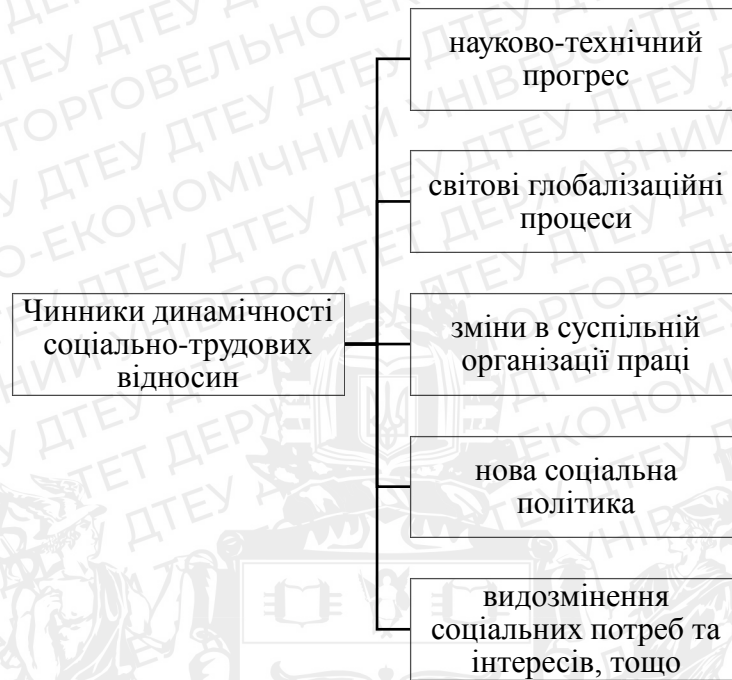 науково-технічний
прогрес
світові глобалізаційні
процеси
Чинники динамічності
соціально-трудових
відносин
зміни в суспільній
організації праці
нова соціальна
політика
видозмінення
соціальних потреб та
інтересів, тощо